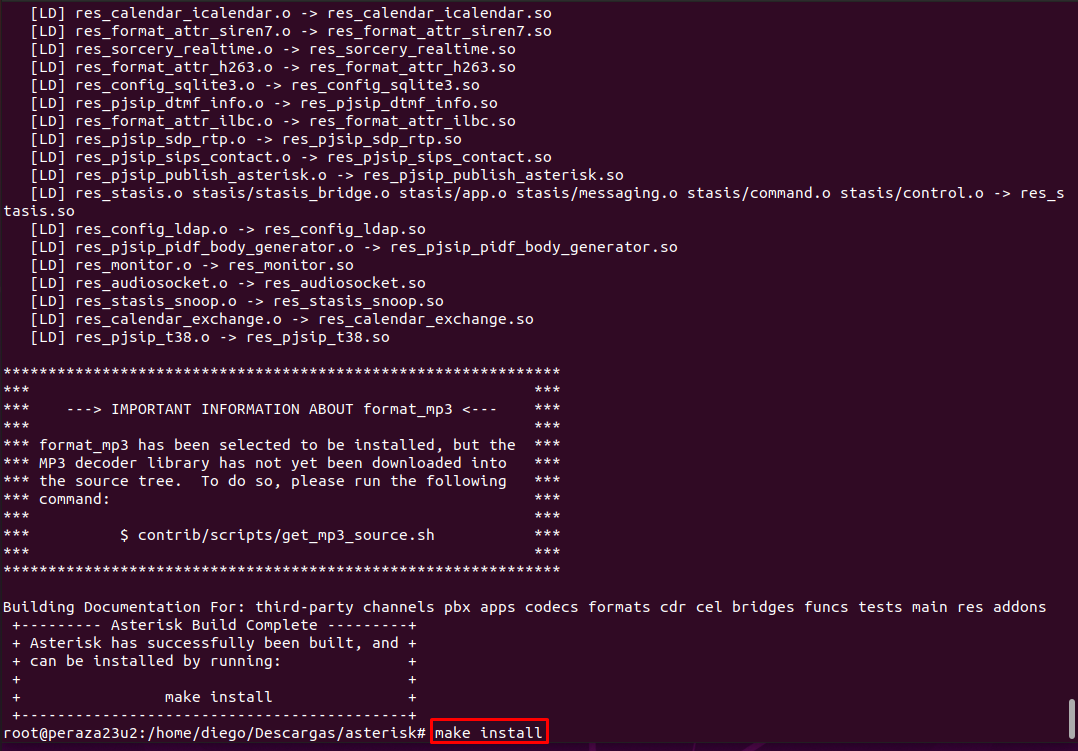 [LD] res_calendar_icalendar.o -> res_calendar_icalendar.so
[LD] res_format_attr_siren7.o -> res_format_attr_siren7.so
[LD] res_sorcery_realtime.o -> res_sorcery_realtime.so
[LD] res_format_attr_h263.o -> res_format_attr_h263.so
[LD] res_config_sqlite3.o -> res_config_sqlite3.so
[LD] res_pjsip_dtmf_info.o -> res_pjsip_dtmf_info.so
[LD] res_format_attr_ilbc.o -> res_format_attr_ilbc.so
[LD] res_pjsip_sdp_rtp.o -> res_pjsip_sdp_rtp.so
[LD] res_pjsip_sips_contact.o -> res_pjsip_sips_contact.so
[LD] res_pjsip_publish_asterisk.o -> res_pjsip_publish_asterisk.so
[LD] res_stasis.o stasis/stasis_bridge.o stasis/app.o stasis/messaging.o stasis/command.o stasis/control.o -> res_s
tasis.so
[LD] res_config_ldap.o -> res_config_ldap.so
[LD] res_pjsip_pidf_body_generator.o -> res_pjsip_pidf_body_generator.so
[LD] res_monitor.o -> res_monitor.so
[LD] res_audiosocket.o -> res_audiosocket.so
[LD] res_stasis_snoop.o -> res_stasis_snoop.so
[LD] res_calendar_exchange.o -> res_calendar_exchange.so
[LD] res_pjsip_t38.o -> res_pjsip_t38.so
**************************************************************
***                                                        ***
***    ---> IMPORTANT INFORMATION ABOUT format_mp3 <---    ***
***                                                        ***
*** format_mp3 has been selected to be installed, but the  ***
*** MP3 decoder library has not yet been downloaded into   ***
*** the source tree.  To do so, please run the following   ***
*** command:                                               ***
***                                                        ***
***          $ contrib/scripts/get_mp3_source.sh           ***
***                                                        ***
**************************************************************
Building Documentation For: third-party channels pbx apps codecs formats cdr cel bridges funcs tests main res addons
+--------- Asterisk Build Complete ---------+
+ Asterisk has successfully been built, and +
+ can be installed by running:              +
+                                           +
+                make install               +
+-------------------------------------------+
root@peraza23u2:/home/diego/Descargas/asterisk# make install